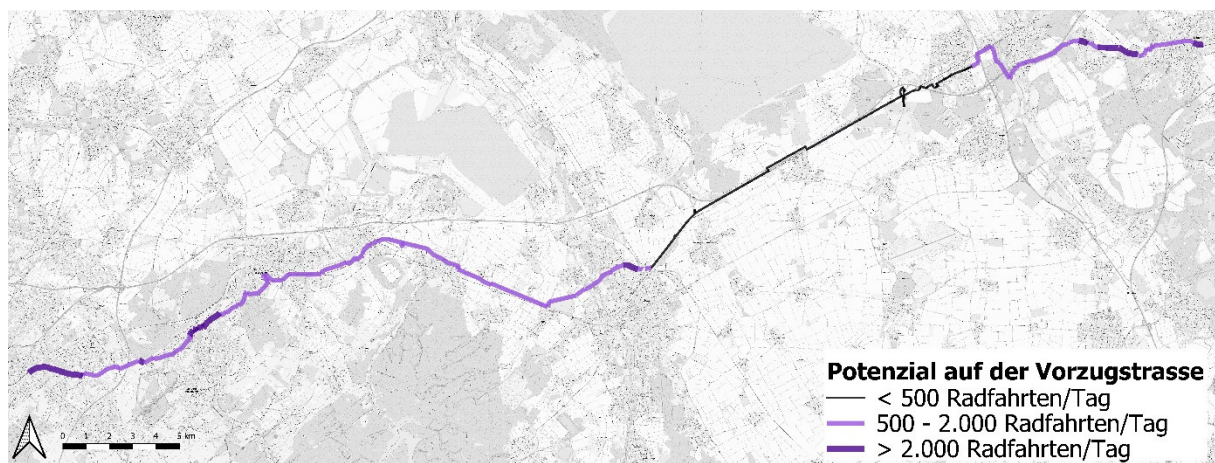 Potenzial auf der Vorzugstrasse
< 500 Radfahrten/Tag
500 - 2.000 Radfahrten/Tag
> 2.000 Radfahrten/Tag
0 1 2 3 4 5 km